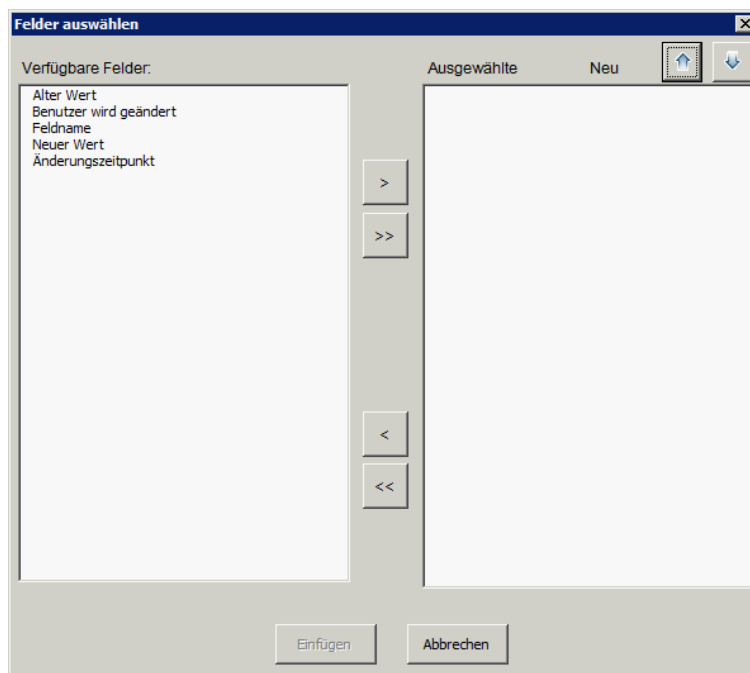 Felder auswählen
Verfügbare Felder:
Ausgewählte Neu
Alter Wert
Benutzer wird geändert
Feldname
Neuer Wert
Änderungszeitpunkt
>
>>
<
<<
Einfügen Abbrechen